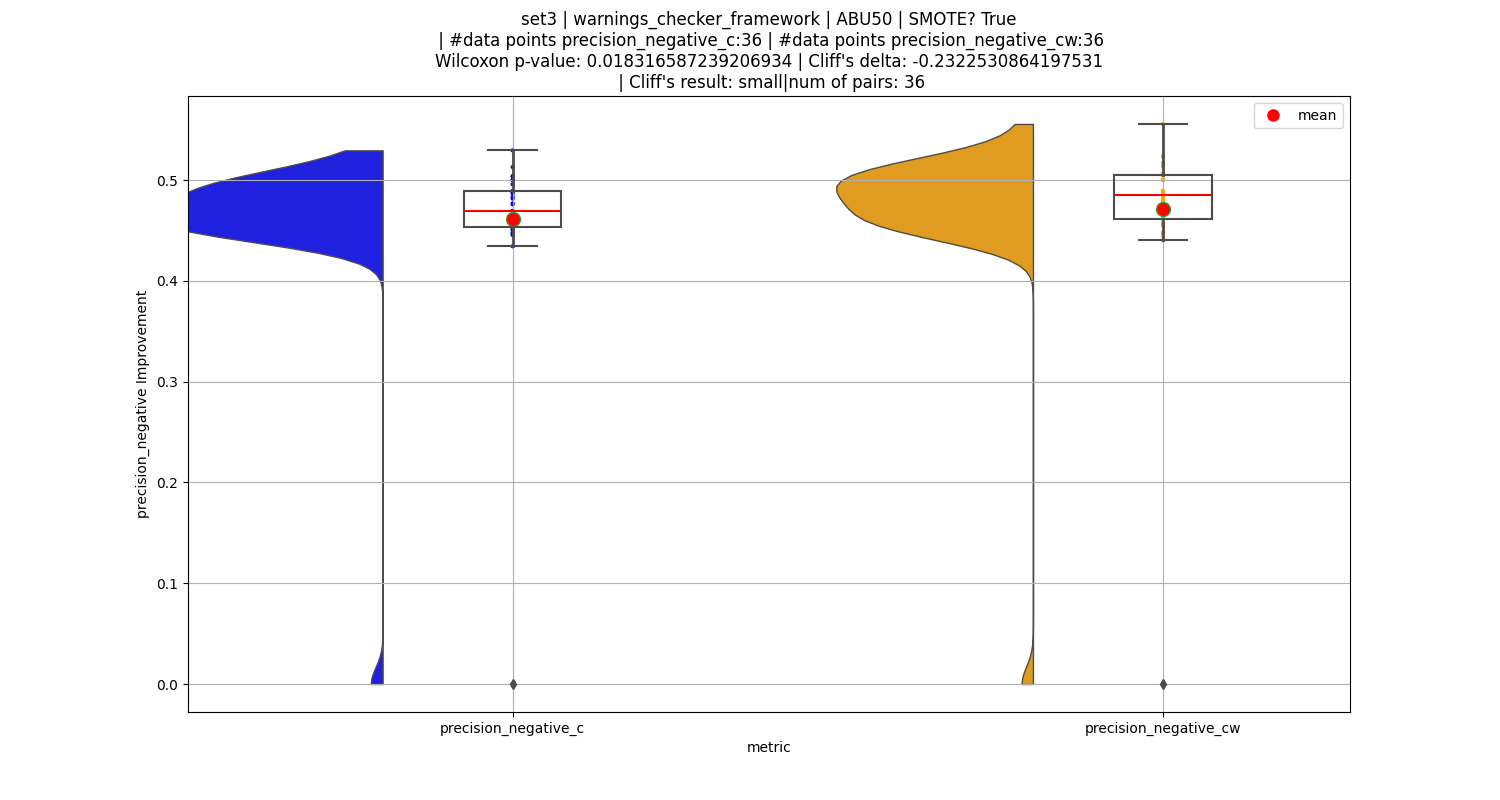 set3 | warnings_checker_framework | ABU50 | SMOTE? True
| #data points precision_negative_c:36 | #data points precision_negative_cw:36
Wilcoxon p-value: 0.018316587239206934 | Cliff's delta: -0.2322530864197531
| Cliff's result: small|num of pairs: 36
mean
precision_negative Improvement
0.5
0.4
0.3
0.2
0.1
0.0
precision_negative_c
precision_negative_cw
metric